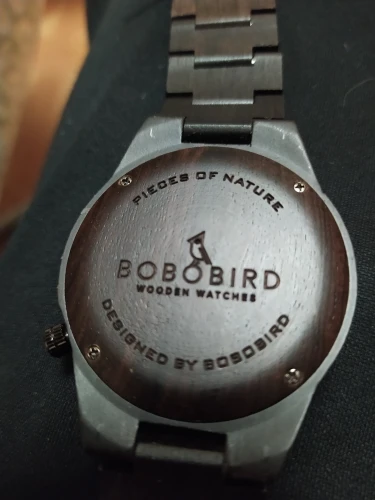 PIECES OF NATURE
BOBOBIRD
WOODEN WATCHES
DESIGNED BY BOBOBIRD